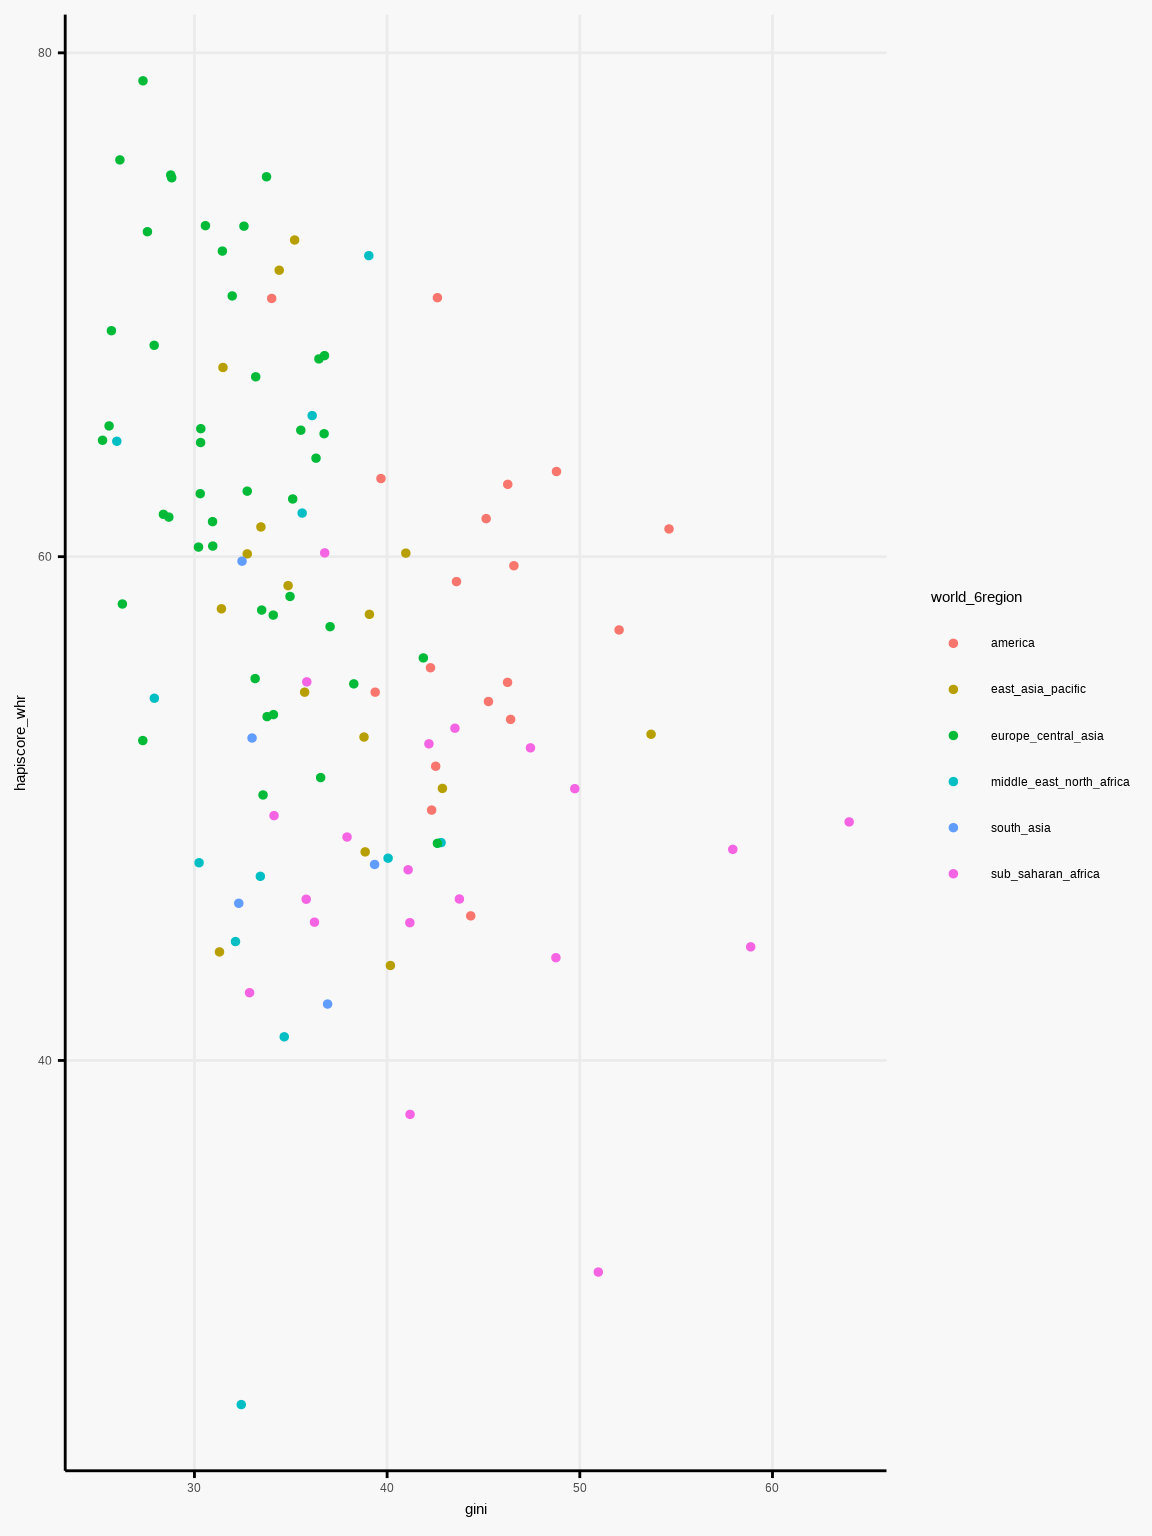 80
60
40
hapiscore_whr
30 40 50 60
gini
world_6region
america
east_asia_pacific
europe_central_asia
middle_east_north_africa
south_asia
sub_saharan_africa